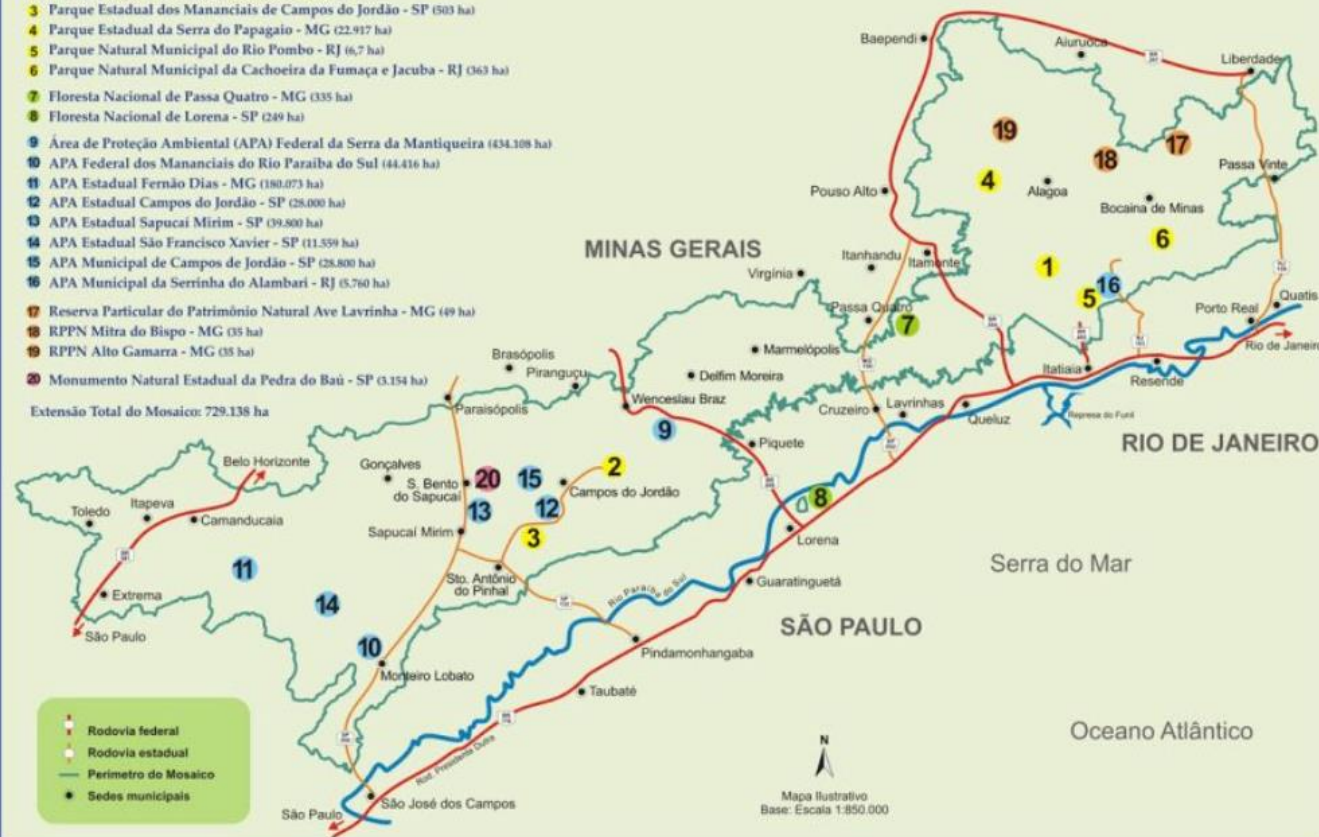 3 Parque Estadual dos Mananciais de Campos do Jordão - SP (503 ha)
4 Parque Estadual da Serra do Papagaio - MG (22.917 ha)
5 Parque Natural Municipal do Rio Pombo - RJ (6,7 ha)
6 Parque Natural Municipal da Cachoeira da Fumaça e Jacuba - RJ (363 ha)
7 Floresta Nacional de Passa Quatro - MG (335 ha)
8 Floresta Nacional de Lorena - SP (249 ha)
9 Área de Proteção Ambiental (APA) Federal da Serra da Mantiqueira (434.108 ha)
10 APA Federal dos Mananciais do Rio Paraíba do Sul (44.416 ha)
11 APA Estadual Fernão Dias - MG (180.073 ha)
12 APA Estadual Campos do Jordão - SP (28.000 ha)
13 APA Estadual Sapucaí Mirim - SP (39.800 ha)
14 APA Estadual São Francisco Xavier - SP (11.559 ha)
15 APA Municipal de Campos de Jordão - SP (28.800 ha)
16 APA Municipal da Serrinha do Alambari - RJ (5.760 ha)
17 Reserva Particular do Patrimônio Natural Ave Lavrinha - MG (49 ha)
18 RPPN Mitra do Bispo - MG (35 ha)
19 RPPN Alto Gamarra - MG (35 ha)
20 Monumento Natural Estadual da Pedra do Baú - SP (3.154 ha)
Extensão Total do Mosaico: 729.138 ha
Baependi
Aiuruoca
Liberdade
19
18
17
Passa Vinte
4
Alagoa
Pouso Alto
Bocaina de Minas
6
MINAS GERAIS
Itanhandu
Itamonte
Virgínia
1
16
5
Passa Quatro
7
Porto Real
Quatis
Rio de Janeiro
Marmelópolis
Itatiaia
Resende
Brasópolis
Piranguçu
Delfim Moreira
Wenceslau Braz
Paraisópolis
Cruzeiro
Lavrinhas
Queluz
Represa do Funil
9
Piquete
RIO DE JANEIRO
Belo Horizonte
Gonçalves
S. Bento
do Sapucaí
20
15
2
Campos do Jordão
Toledo
Itapeva
Camanducaia
13
12
8
Sapucaí Mirim
3
Lorena
11
Sto. Antônio
do Pinhal
Serra do Mar
Extrema
14
Rio Paraíba do Sul
Guaratinguetá
São Paulo
SÃO PAULO
10
Pindamonhangaba
Monteiro Lobato
Taubaté
Rodovia federal
Rodovia estadual
Perímetro do Mosaico
Sedes municipais
Rod. Presidente Dutra
Oceano Atlântico
N
Mapa Ilustrativo
Base: Escala 1:850.000
São José dos Campos
São Paulo